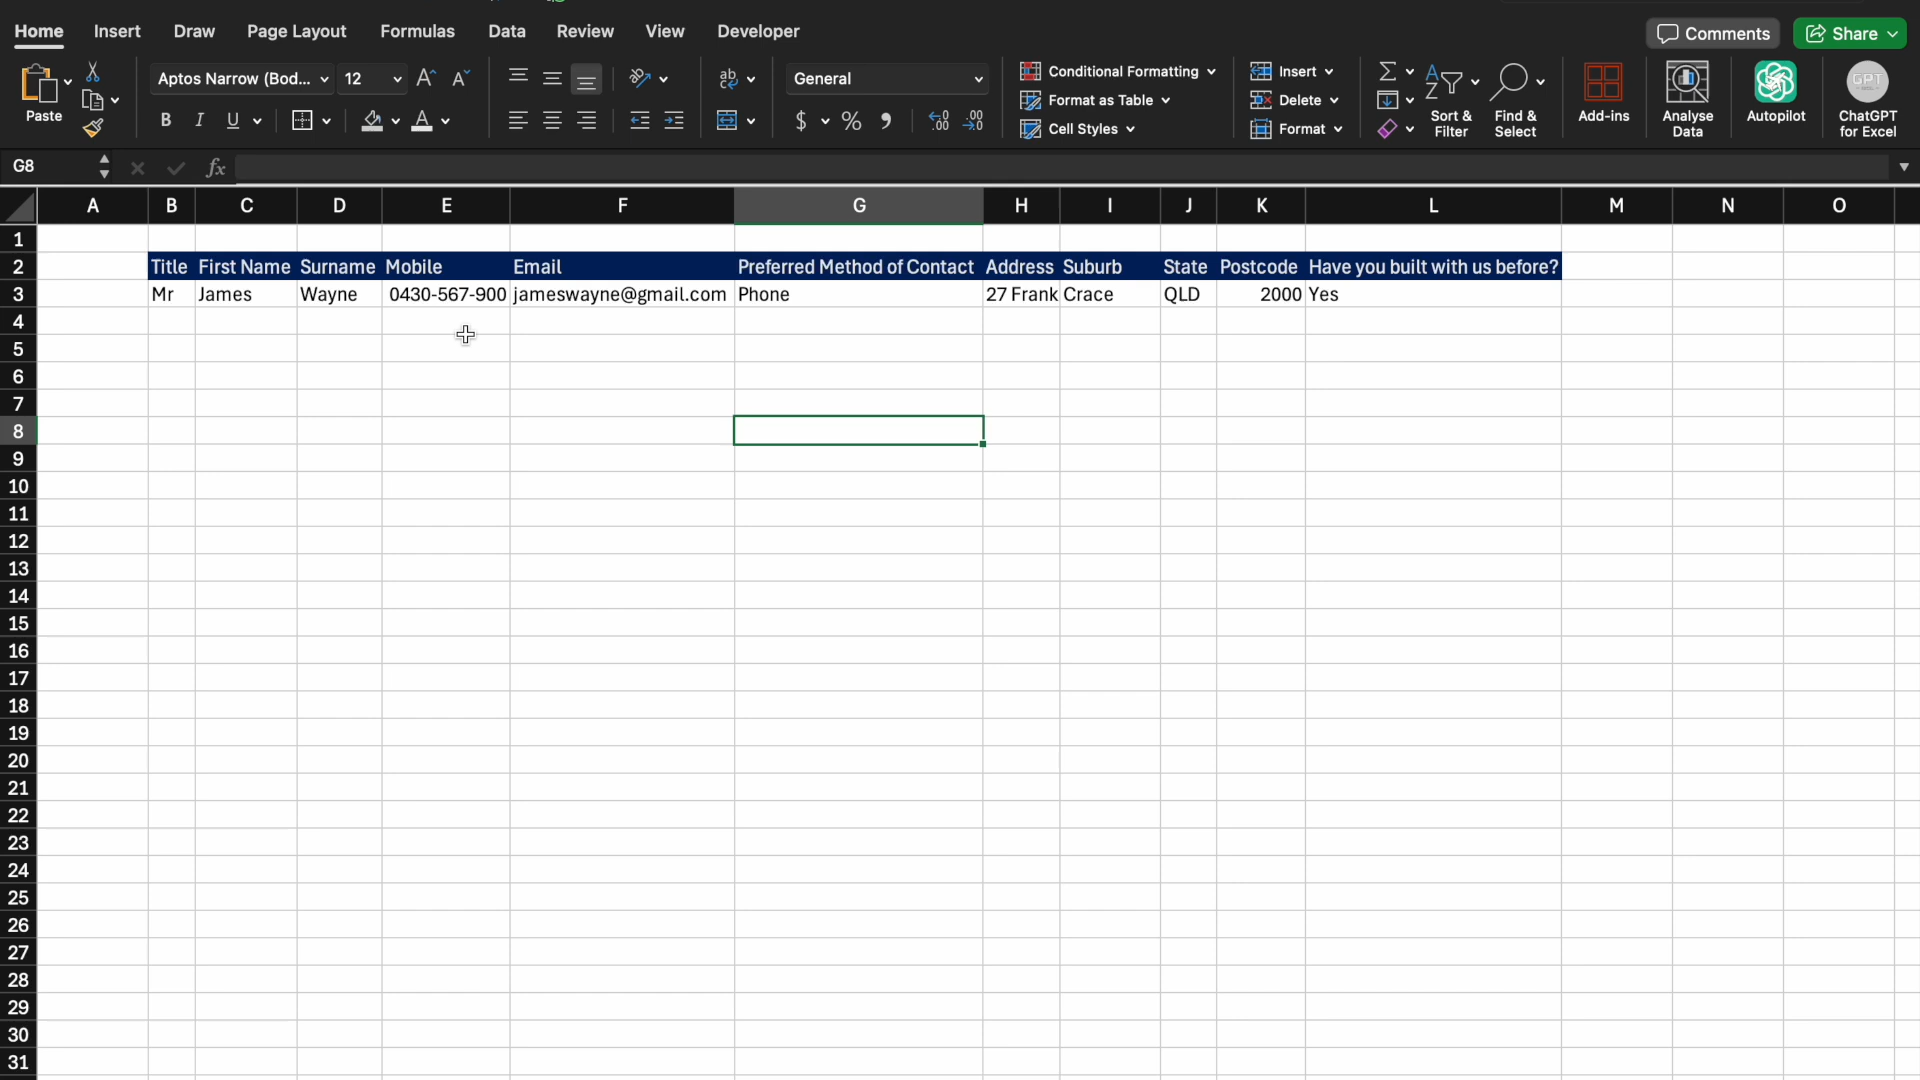 Home Insert Draw Page Layout Formulas Data Review View Developer Comments Share
Paste
Aptos Narrow (Bod... 12
B I U
ab
General
$ % 9
Conditional Formatting
Format as Table
Cell Styles
Insert
Delete
Format
Sort & Filter
Find & Select
Add-ins
Analyse Data
Autopilot
GPT
ChatGPT for Excel
G8 fx
A B C D E F G H I J K L M N O
1
2 Title First Name Surname Mobile Email Preferred Method of Contact Address Suburb State Postcode Have you built with us before?
3 Mr James Wayne 0430-567-900 jameswayne@gmail.com Phone 27 Frank Crace QLD 2000 Yes
4
5
6
7
8
9
10
11
12
13
14
15
16
17
18
19
20
21
22
23
24
25
26
27
28
29
30
31